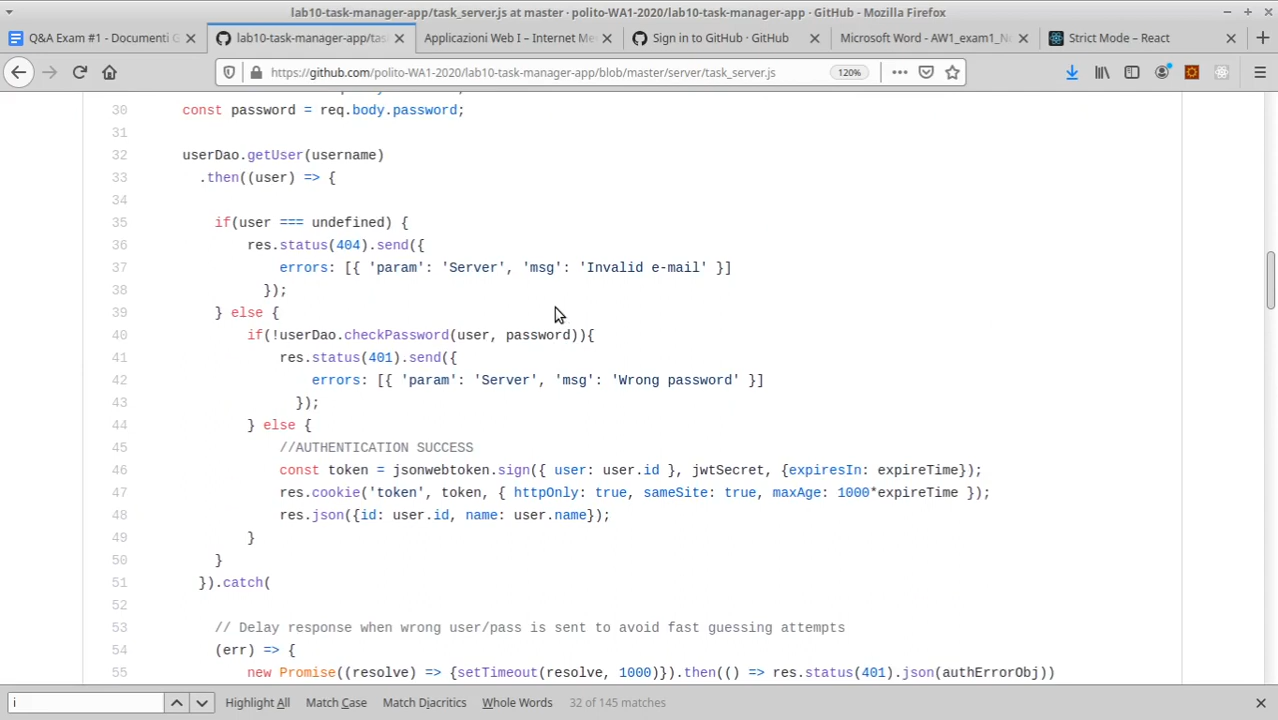 lab10-task-manager-app/task_server.js at master · polito-WA1-2020/lab10-task-manager-app · GitHub - Mozilla Firefox
Q&A Exam #1 - Documenti G
lab10-task-manager-app/tas
Applicazioni Web I – Internet Me
Sign in to GitHub · GitHub
Microsoft Word - AW1_exam1_No
Strict Mode – React
https://github.com/polito-WA1-2020/lab10-task-manager-app/blob/master/server/task_server.js
120%
30 const password = req.body.password;
31
32 userDao.getUser(username)
33 .then((user) => {
34
35 if(user === undefined) {
36 res.status(404).send({
37 errors: [{ 'param': 'Server', 'msg': 'Invalid e-mail' }]
38 });
39 } else {
40 if(!userDao.checkPassword(user, password)){
41 res.status(401).send({
42 errors: [{ 'param': 'Server', 'msg': 'Wrong password' }]
43 });
44 } else {
45 //AUTHENTICATION SUCCESS
46 const token = jsonwebtoken.sign({ user: user.id }, jwtSecret, {expiresIn: expireTime});
47 res.cookie('token', token, { httpOnly: true, sameSite: true, maxAge: 1000*expireTime });
48 res.json({id: user.id, name: user.name});
49 }
50 }
51 }).catch(
52
53 // Delay response when wrong user/pass is sent to avoid fast guessing attempts
54 (err) => {
55 new Promise((resolve) => {setTimeout(resolve, 1000)}).then(() => res.status(401).json(authErrorObj))
i
Highlight All
Match Case
Match Diacritics
Whole Words
32 of 145 matches